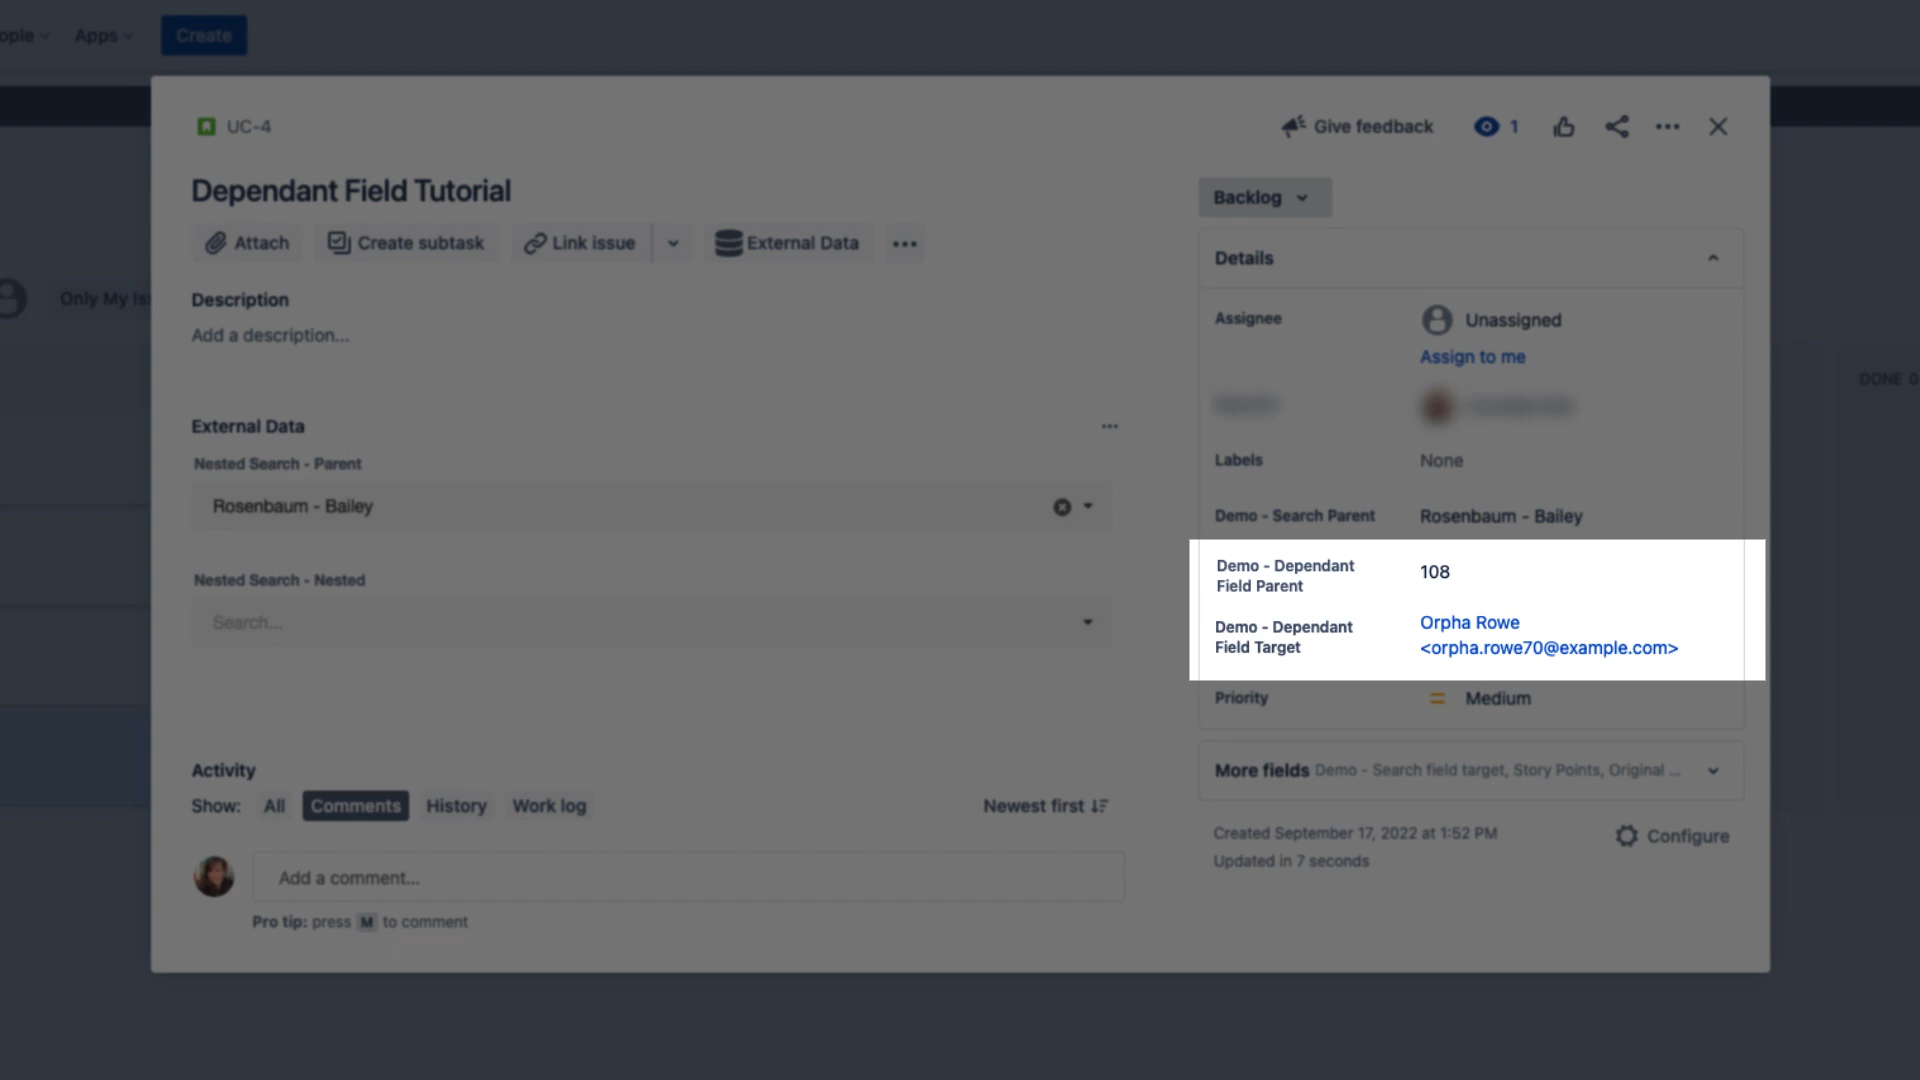 ople
Apps
Create
UC-4
Give feedback
1
Dependant Field Tutorial
Backlog
Attach
Create subtask
Link issue
External Data
Details
Description
Only My Is
Add a description...
Assignee
Unassigned
Assign to me
DONE 0
External Data
Nested Search - Parent
Labels
None
Rosenbaum - Bailey
Demo - Search Parent
Rosenbaum - Bailey
Demo - Dependant
Field Parent
108
Nested Search - Nested
Search...
Demo - Dependant
Field Target
Orpha Rowe
<orpha.rowe70@example.com>
Priority
Medium
Activity
More fields Demo - Search field target, Story Points, Original ...
Show: All Comments History Work log
Newest first
Created September 17, 2022 at 1:52 PM
Configure
Updated in 7 seconds
Add a comment...
Pro tip: press M to comment